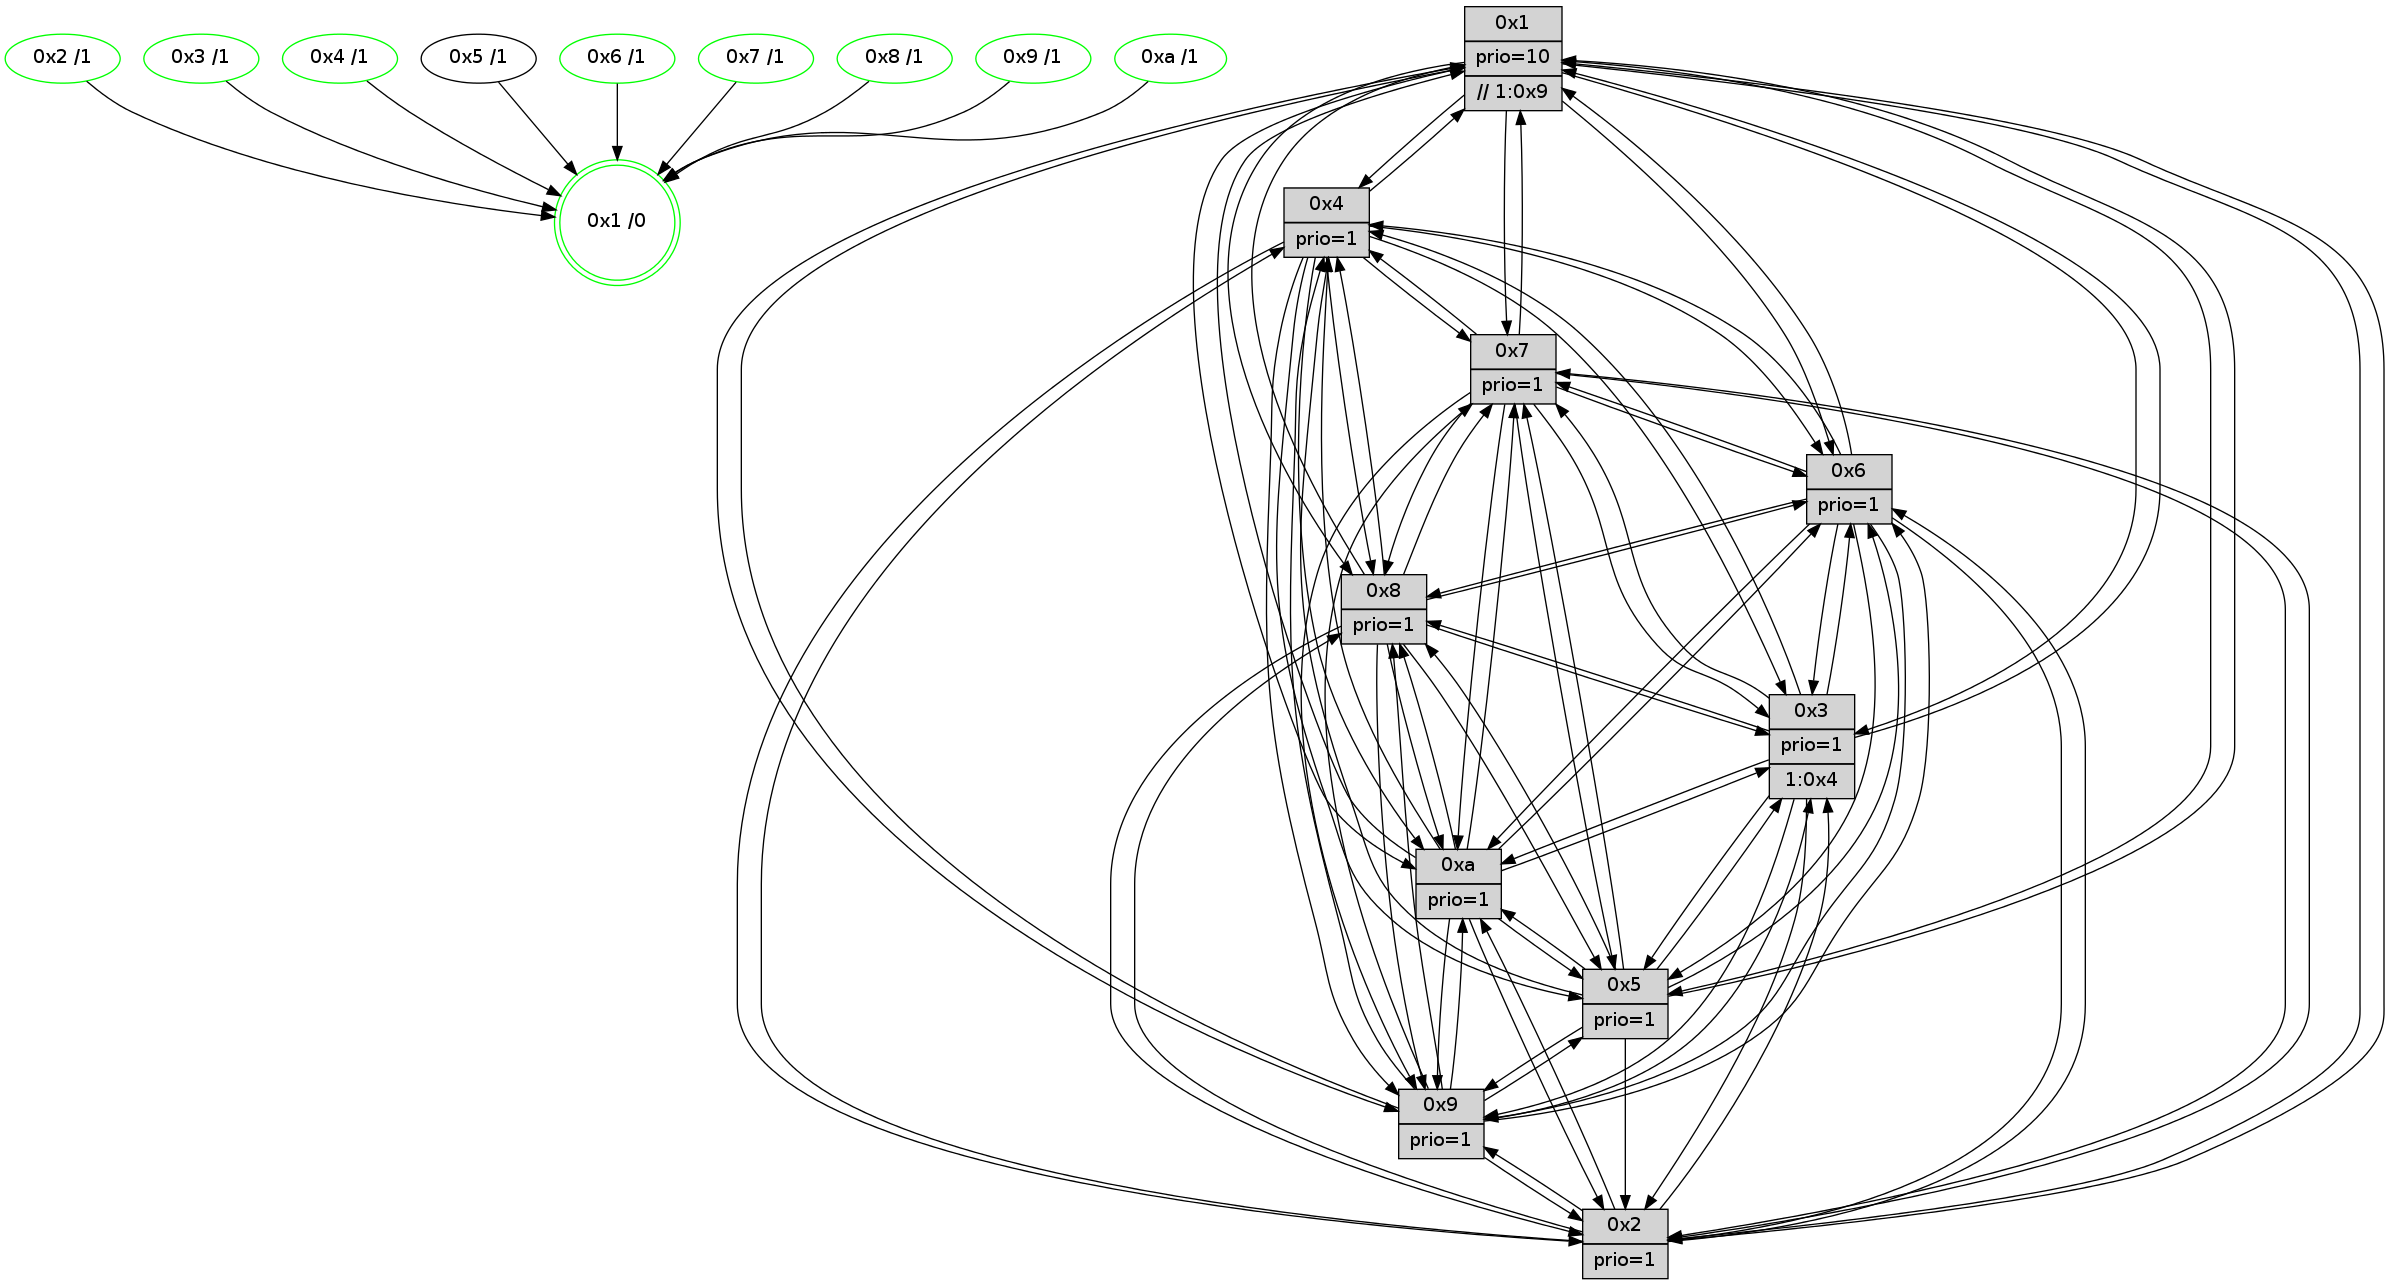 0x2 /1
0x3 /1
0x4 /1
0x5 /1
0x6 /1
0x7 /1
0x8 /1
0x9 /1
0xa /1
0x1 /0
0x1
prio=10
// 1:0x9
0x4
prio=1
0x7
prio=1
0x6
prio=1
0x8
prio=1
0x3
prio=1
1:0x4
0xa
prio=1
0x5
prio=1
0x9
prio=1
0x2
prio=1